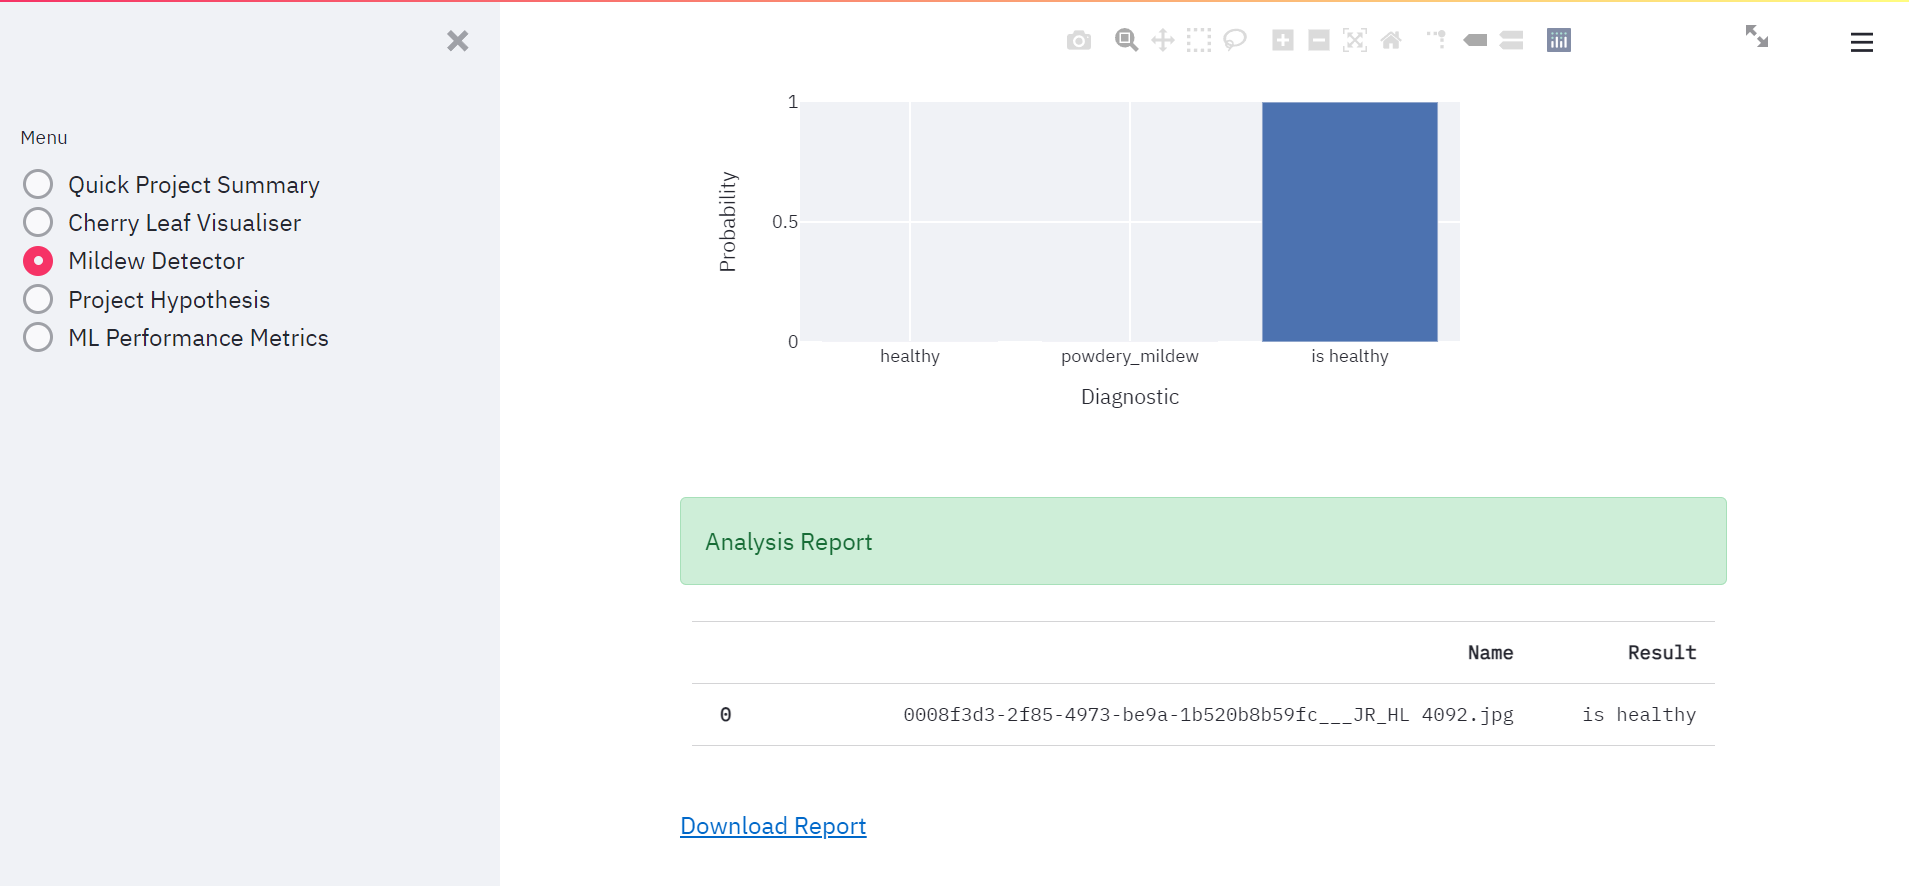 Menu
Quick Project Summary
Cherry Leaf Visualiser
Mildew Detector
Project Hypothesis
ML Performance Metrics
1
0.5
0
Probability
healthy powdery_mildew is healthy
Diagnostic
Analysis Report
Name Result
0 0008f3d3-2f85-4973-be9a-1b520b8b59fc___JR_HL 4092.jpg is healthy
Download Report